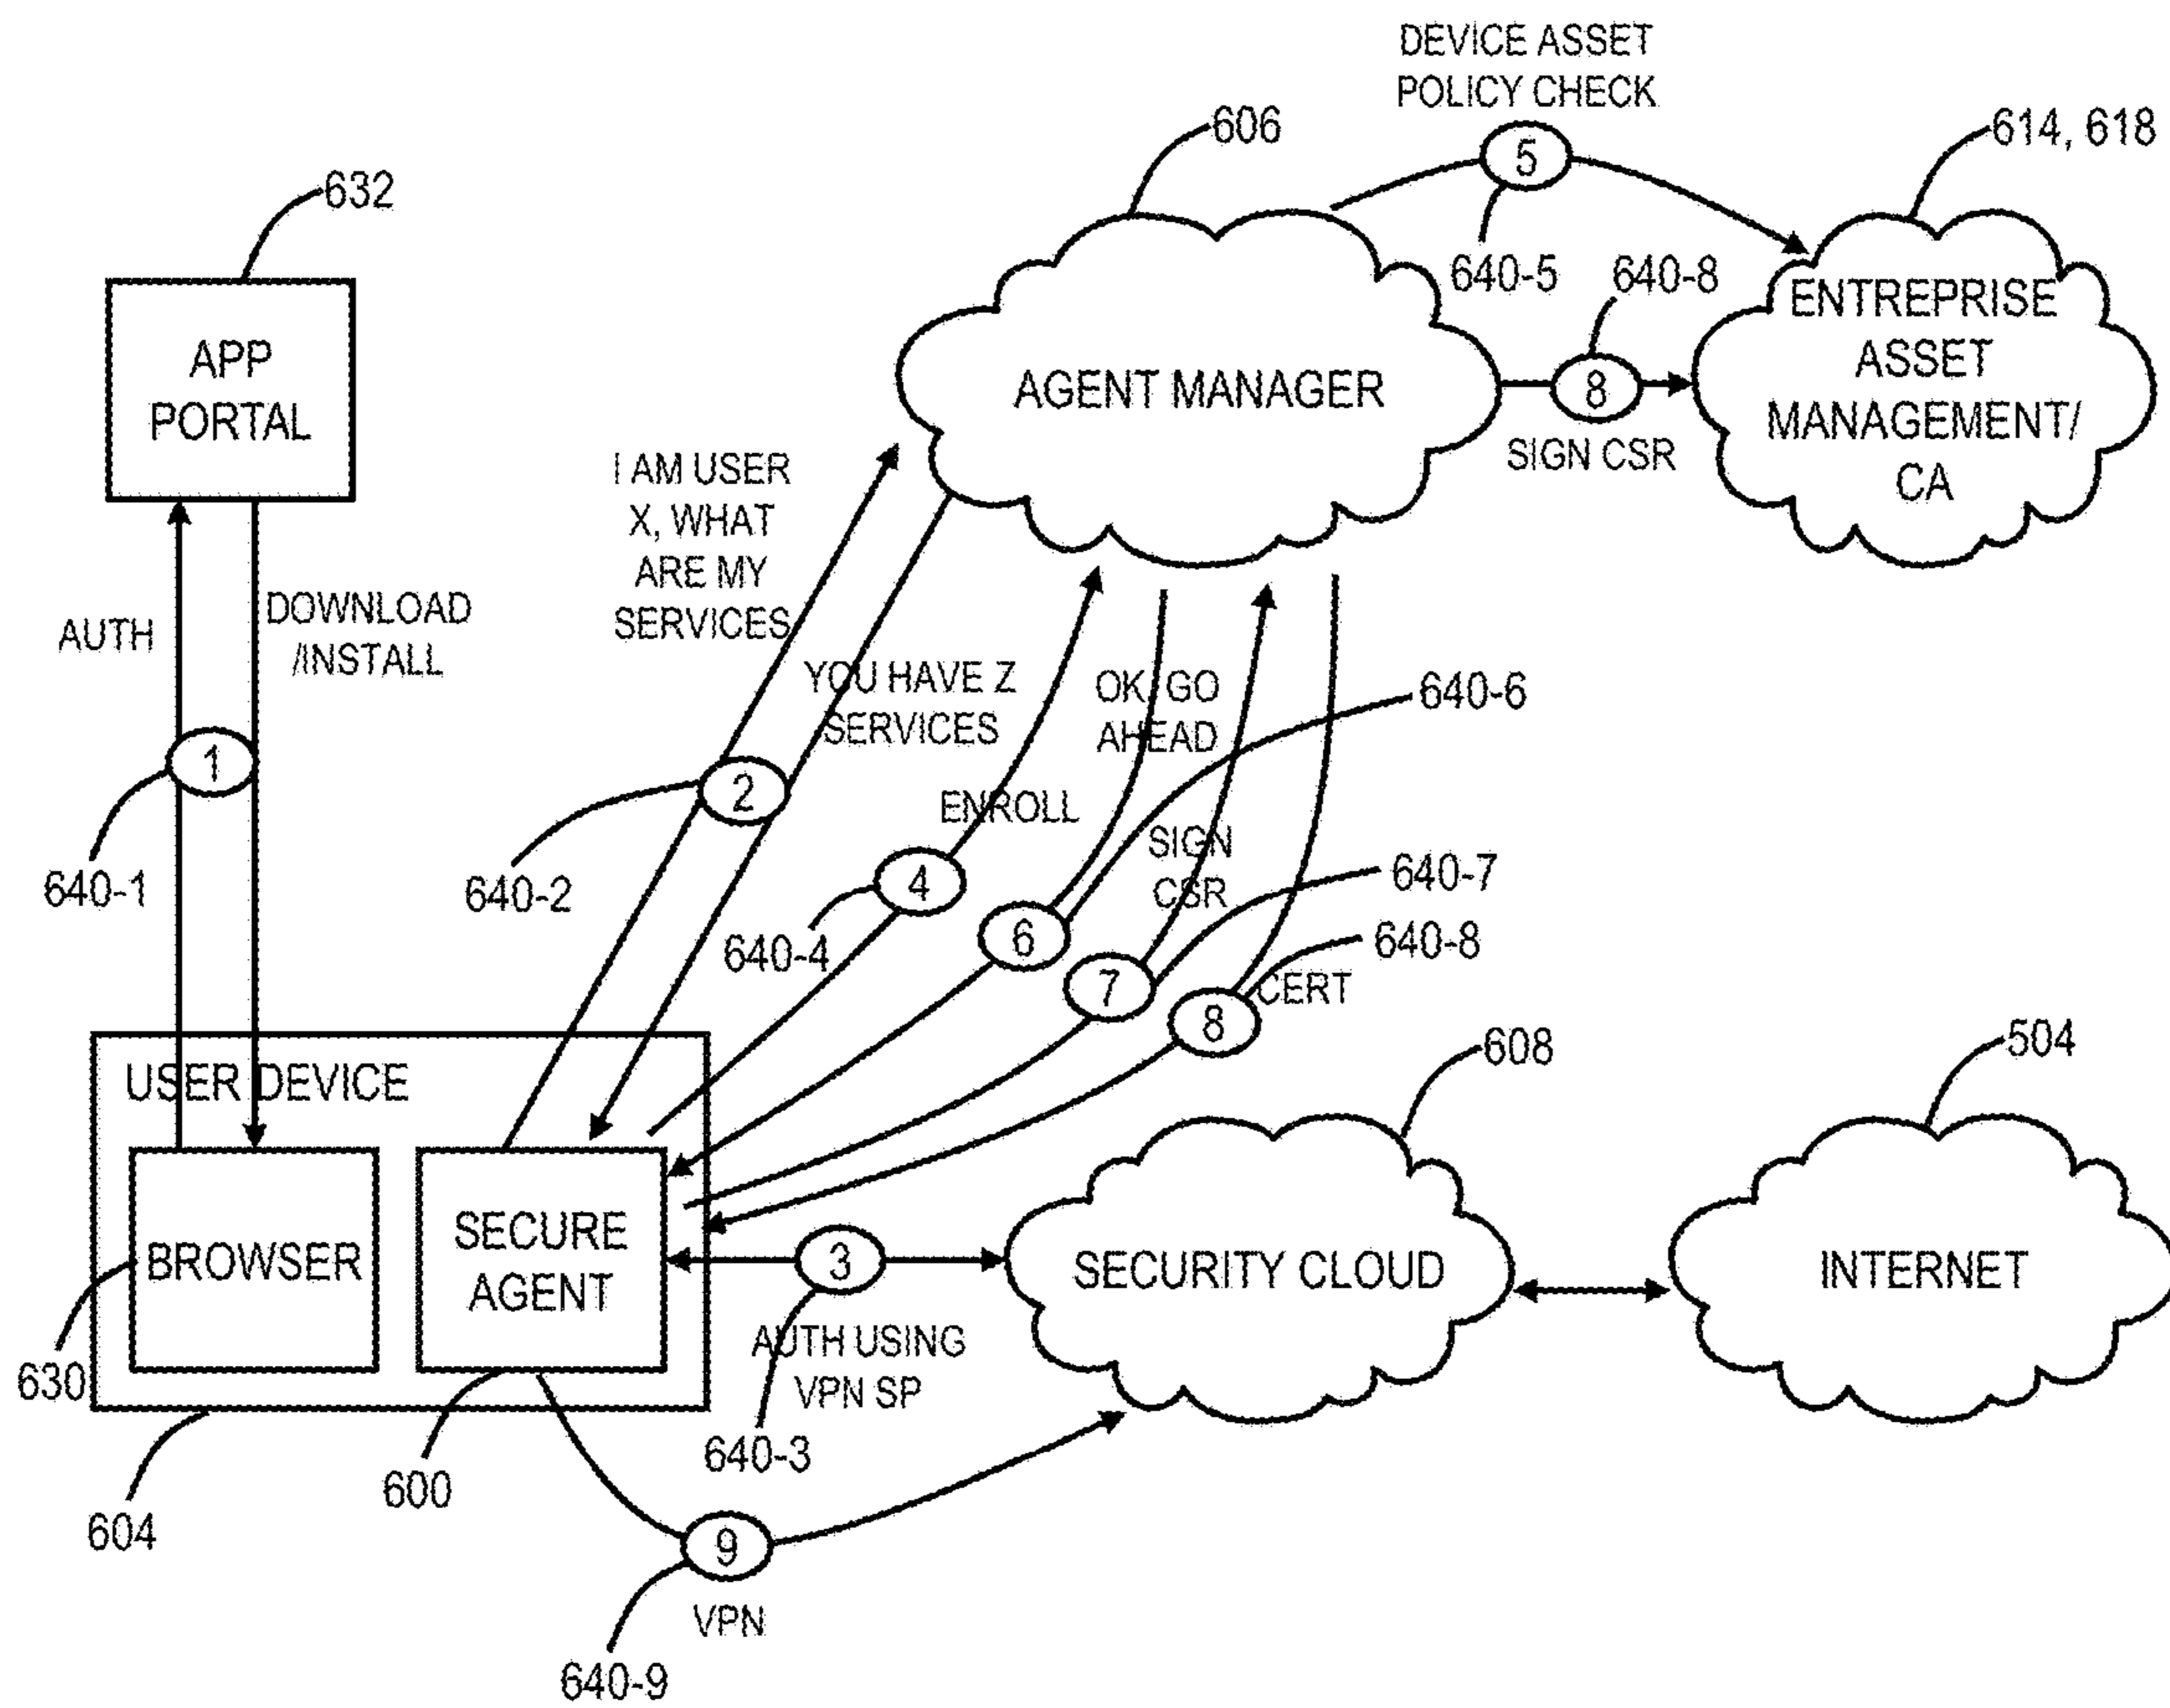 DEVICE ASSET
POLICY CHECK
606
5
614, 618
632
640-5
640-8
APP
PORTAL
AGENT MANAGER
8
SIGN CSR
ENTREPRISE
ASSET
MANAGEMENT/
CA
I AM USER
X, WHAT
ARE MY
SERVICES
AUTH
DOWNLOAD
/INSTALL
YOU HAVE Z
SERVICES
OK, GO
AHEAD
640-6
1
2
ENROLL
SIGN
CSR
640-1
640-2
4
640-7
640-4
6
640-8
7
CERT
8
USER DEVICE
608
504
BROWSER
SECURE
AGENT
3
SECURITY CLOUD
INTERNET
AUTH USING
VPN SP
630
640-3
600
604
9
VPN
640-9